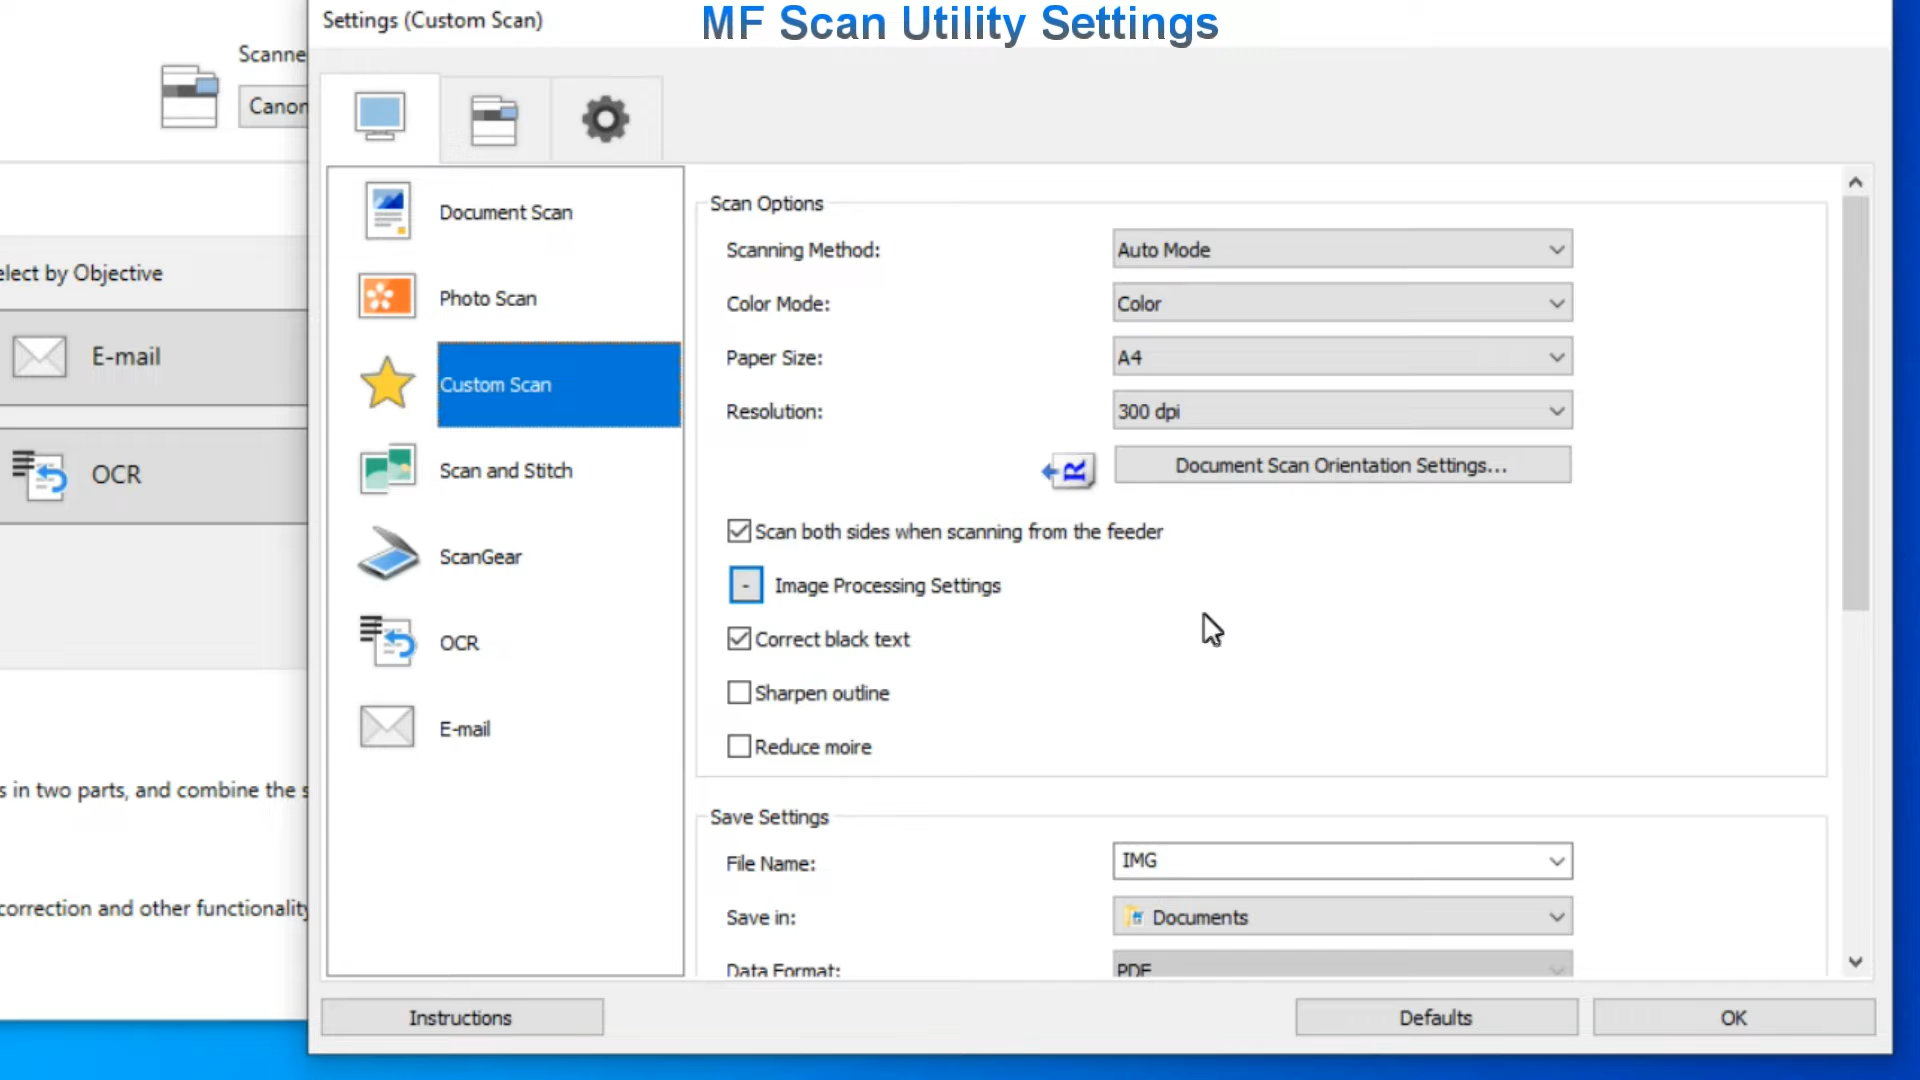 Settings (Custom Scan)
MF Scan Utility Settings
Scanne
Canon
elect by Objective
E-mail
OCR
s in two parts, and combine the s
correction and other functionality
Document Scan
Photo Scan
Custom Scan
Scan and Stitch
ScanGear
OCR
E-mail
Scan Options
Scanning Method: Auto Mode
Color Mode: Color
Paper Size: A4
Resolution: 300 dpi
R Document Scan Orientation Settings...
Scan both sides when scanning from the feeder
- Image Processing Settings
Correct black text
Sharpen outline
Reduce moire
Save Settings
File Name: IMG
Save in: Documents
Data Format: PDF
Instructions
Defaults
OK